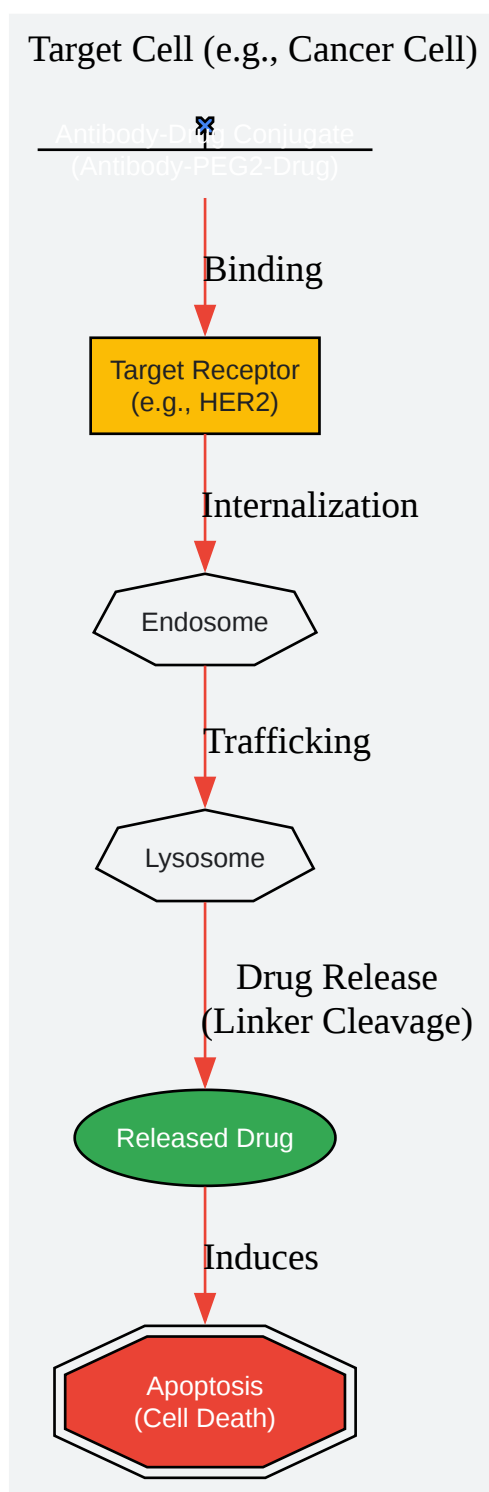 Target Cell (e.g., Cancer Cell)
Antibody-Drug Conjugate
(Antibody-PEG2-Drug)
Binding
Target Receptor
(e.g., HER2)
Internalization
Endosome
Trafficking
Lysosome
Drug Release
(Linker Cleavage)
Released Drug
Induces
Apoptosis
(Cell Death)